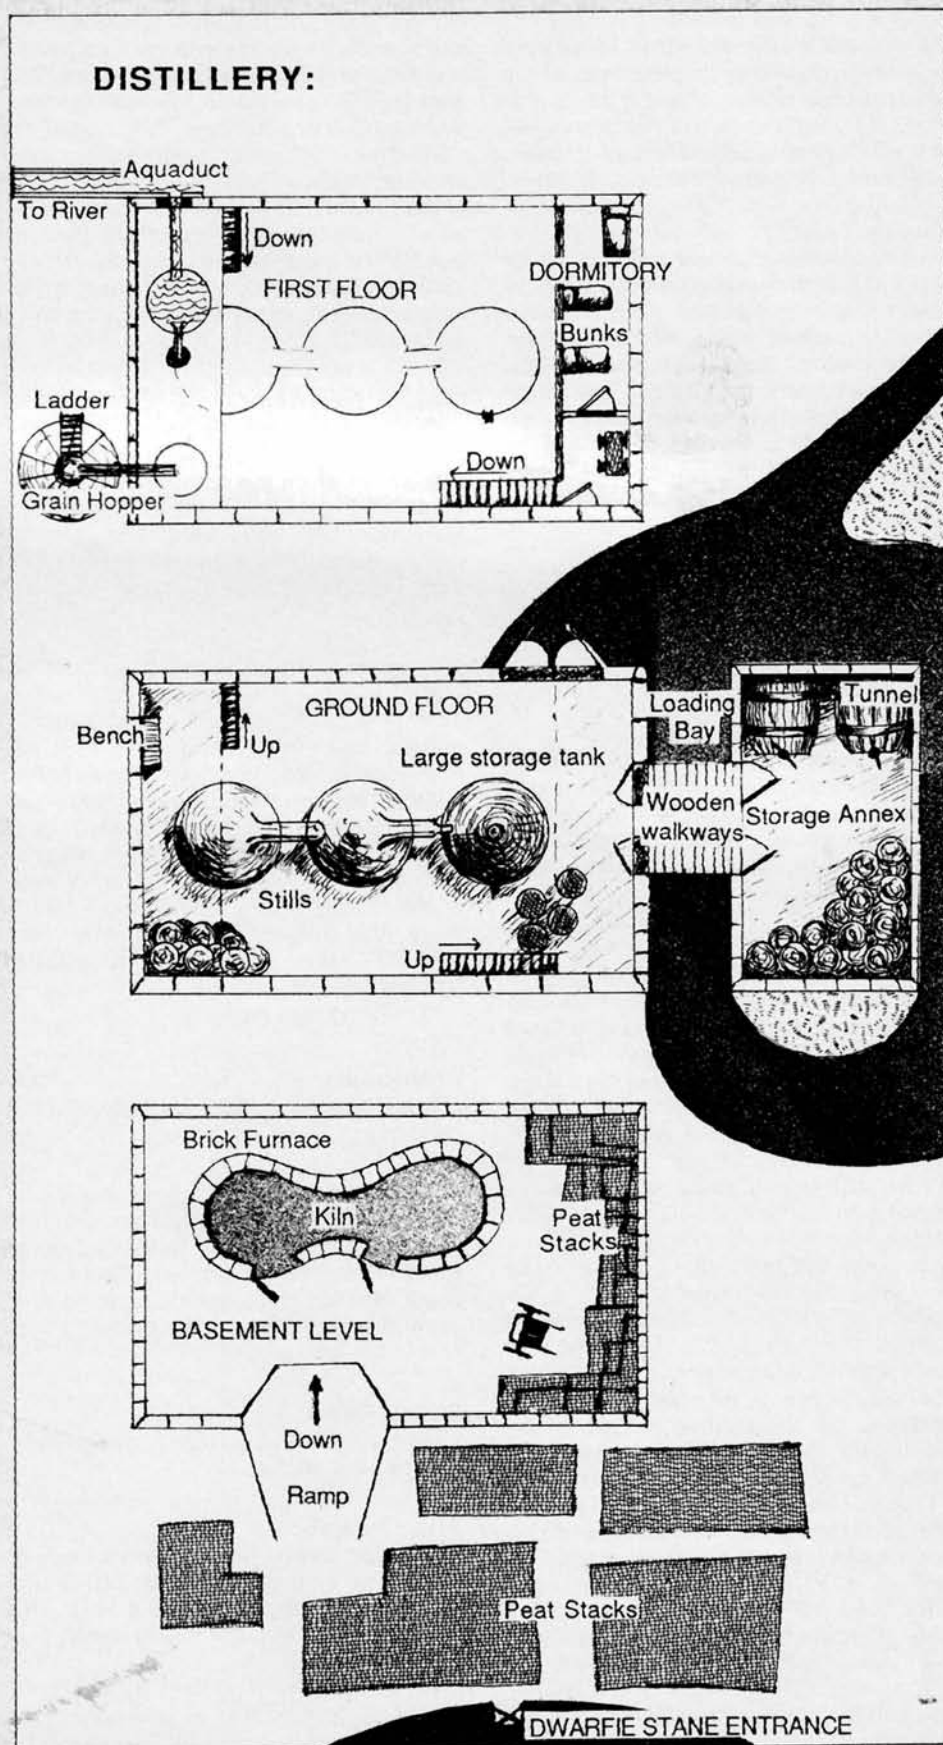 DISTILLERY:
Aquaduct
To River
Down
DORMITORY
FIRST FLOOR
Bunks
Ladder
Down
Grain Hopper
GROUND FLOOR
Loading
Bay
Tunnel
Bench
Up
Large storage tank
Wooden
walkways
Storage Annex
Stills
Up
Brick Furnace
Kiln
Peat
Stacks
BASEMENT LEVEL
Down
Ramp
Peat Stacks
DWARFIE STANE ENTRANCE